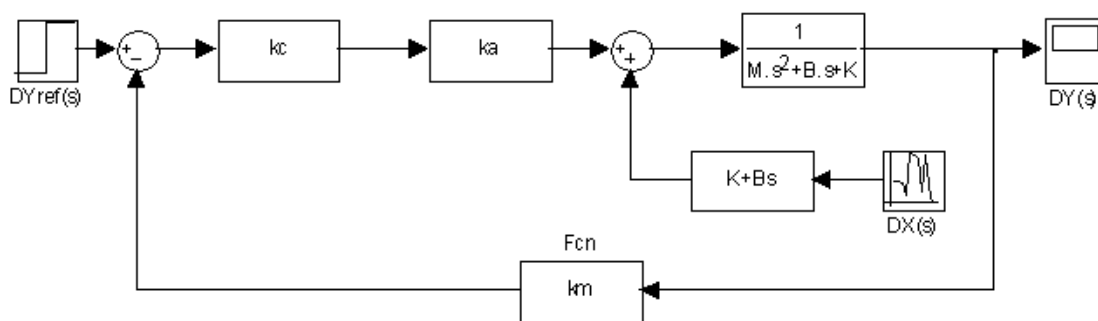 DYref(s)
+
−
kc
ka
+
+
1
M.s²+B.s+K
DY(s)
K+Bs
DX(s)
Fcn
km